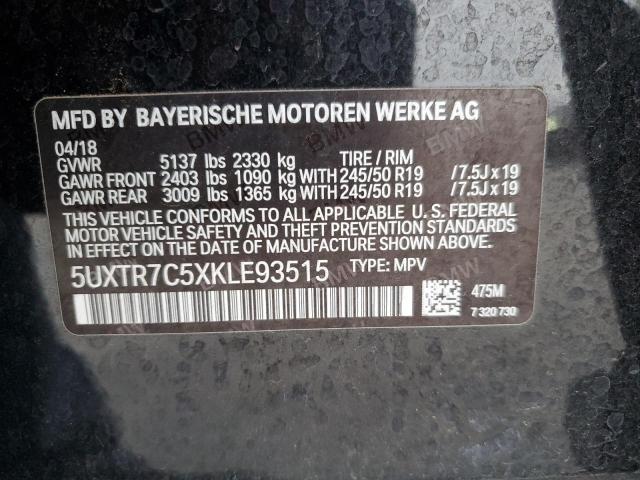 MFD BY BAYERISCHE MOTOREN WERKE AG
04/18
GVWR 5137 lbs 2330 kg TIRE / RIM
GAWR FRONT 2403 lbs 1090 kg WITH 245/50 R19 / 7.5J x 19
GAWR REAR 3009 lbs 1365 kg WITH 245/50 R19 / 7.5J x 19
THIS VEHICLE CONFORMS TO ALL APPLICABLE U. S. FEDERAL
MOTOR VEHICLE SAFETY AND THEFT PREVENTION STANDARDS
IN EFFECT ON THE DATE OF MANUFACTURE SHOWN ABOVE.
5UXTR7C5XKLE93515 TYPE: MPV
475M
7 320 730